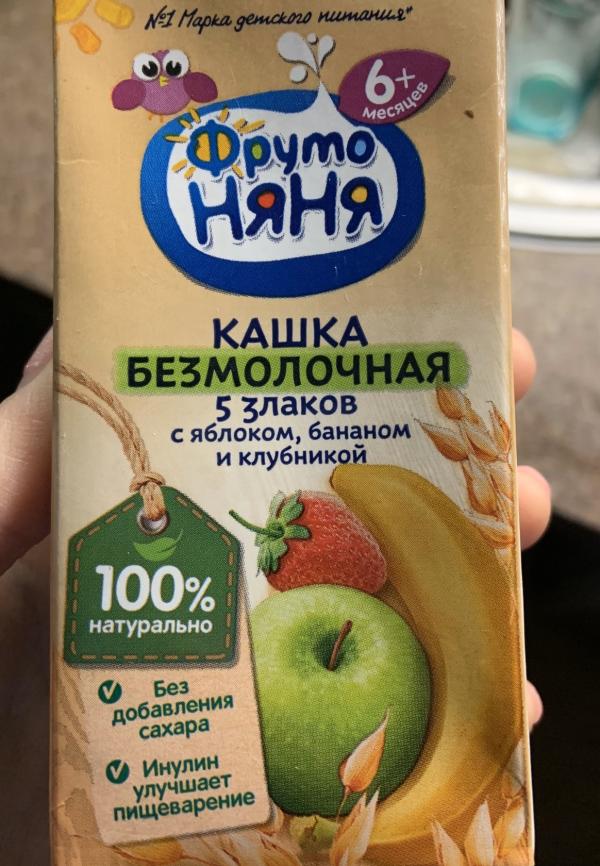 №1 Марка детского питания*
6+
месяцев
Фруто
НЯНЯ
КАШКА
БЕЗМОЛОЧНАЯ
5 злаков
с яблоком, бананом
и клубникой
100%
натурально
Без
добавления
сахара
Инулин
улучшает
пищеварение